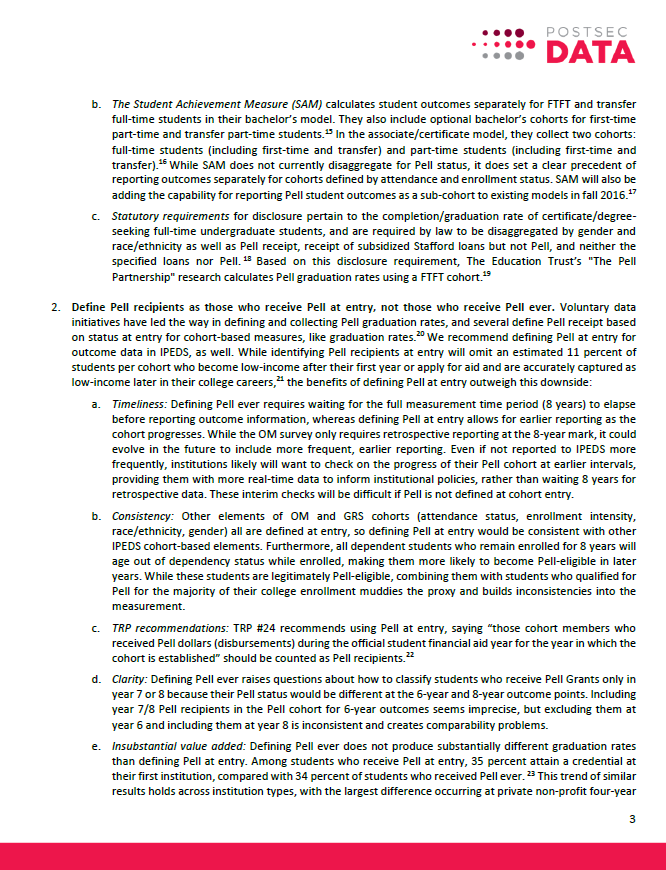 POSTSEC
DATA
b. The Student Achievement Measure (SAM) calculates student outcomes separately for FTFT and transfer
full-time students in their bachelor's model. They also include optional bachelor's cohorts for first-time
part-time and transfer part-time students.15 In the associate/certificate model, they collect two cohorts:
full-time students (including first-time and transfer) and part-time students (including first-time and
transfer).16 While SAM does not currently disaggregate for Pell status, it does set a clear precedent of
reporting outcomes separately for cohorts defined by attendance and enrollment status. SAM will also be
adding the capability for reporting Pell student outcomes as a sub-cohort to existing models in fall 2016.17
c. Statutory requirements for disclosure pertain to the completion/graduation rate of certificate/degree-
seeking full-time undergraduate students, and are required by law to be disaggregated by gender and
race/ethnicity as well as Pell receipt, receipt of subsidized Stafford loans but not Pell, and neither the
specified loans nor Pell. 18 Based on this disclosure requirement, The Education Trust's "The Pell
Partnership" research calculates Pell graduation rates using a FTFT cohort.19
2. Define Pell recipients as those who receive Pell at entry, not those who receive Pell ever. Voluntary data
initiatives have led the way in defining and collecting Pell graduation rates, and several define Pell receipt based
on status at entry for cohort-based measures, like graduation rates.20 We recommend defining Pell at entry for
outcome data in IPEDS, as well. While identifying Pell recipients at entry will omit an estimated 11 percent of
students per cohort who become low-income after their first year or apply for aid and are accurately captured as
low-income later in their college careers,21 the benefits of defining Pell at entry outweigh this downside:
a. Timeliness: Defining Pell ever requires waiting for the full measurement time period (8 years) to elapse
before reporting outcome information, whereas defining Pell at entry allows for earlier reporting as the
cohort progresses. While the OM survey only requires retrospective reporting at the 8-year mark, it could
evolve in the future to include more frequent, earlier reporting. Even if not reported to IPEDS more
frequently, institutions likely will want to check on the progress of their Pell cohort at earlier intervals,
providing them with more real-time data to inform institutional policies, rather than waiting 8 years for
retrospective data. These interim checks will be difficult if Pell is not defined at cohort entry.
b. Consistency: Other elements of OM and GRS cohorts (attendance status, enrollment intensity,
race/ethnicity, gender) all are defined at entry, so defining Pell at entry would be consistent with other
IPEDS cohort-based elements. Furthermore, all dependent students who remain enrolled for 8 years will
age out of dependency status while enrolled, making them more likely to become Pell-eligible in later
years. While these students are legitimately Pell-eligible, combining them with students who qualified for
Pell for the majority of their college enrollment muddies the proxy and builds inconsistencies into the
measurement.
c. TRP recommendations: TRP #24 recommends using Pell at entry, saying “those cohort members who
received Pell dollars (disbursements) during the official student financial aid year for the year in which the
cohort is established” should be counted as Pell recipients.22
d. Clarity: Defining Pell ever raises questions about how to classify students who receive Pell Grants only in
year 7 or 8 because their Pell status would be different at the 6-year and 8-year outcome points. Including
year 7/8 Pell recipients in the Pell cohort for 6-year outcomes seems imprecise, but excluding them at
year 6 and including them at year 8 is inconsistent and creates comparability problems.
e. Insubstantial value added: Defining Pell ever does not produce substantially different graduation rates
than defining Pell at entry. Among students who receive Pell at entry, 35 percent attain a credential at
their first institution, compared with 34 percent of students who received Pell ever. 23 This trend of similar
results holds across institution types, with the largest difference occurring at private non-profit four-year
3